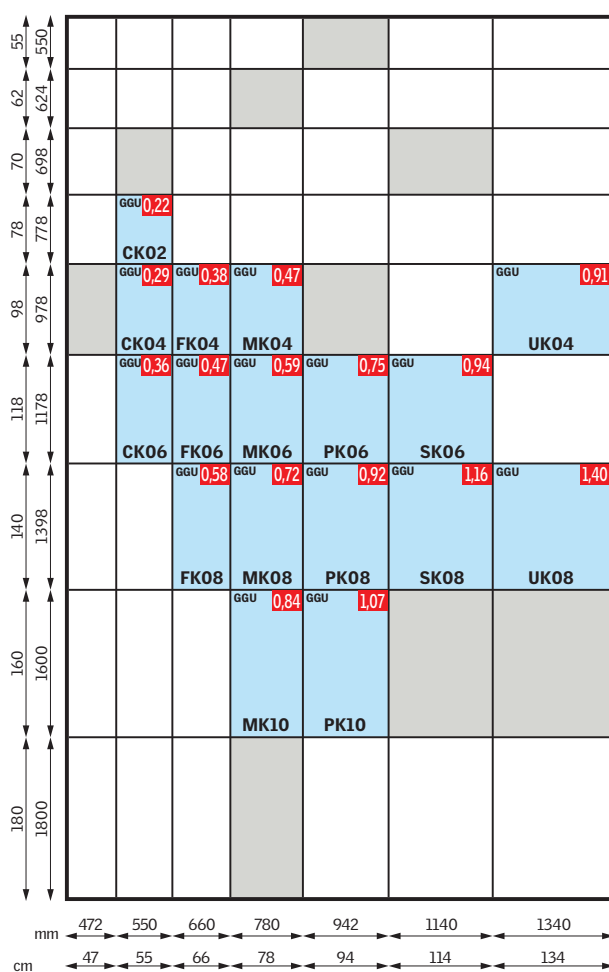 55 550
62 624
70 698
78 778
GGU 0,22
CK02
98 978
GGU 0,29 GGU 0,38 GGU 0,47 GGU 0,91
CK04 FK04 MK04 UK04
118 1178
GGU 0,36 GGU 0,47 GGU 0,59 GGU 0,75 GGU 0,94
CK06 FK06 MK06 PK06 SK06
140 1398
GGU 0,58 GGU 0,72 GGU 0,92 GGU 1,16 GGU 1,40
FK08 MK08 PK08 SK08 UK08
160 1600
GGU 0,84 GGU 1,07
MK10 PK10
180 1800
mm 472 550 660 780 942 1140 1340
cm 47 55 66 78 94 114 134